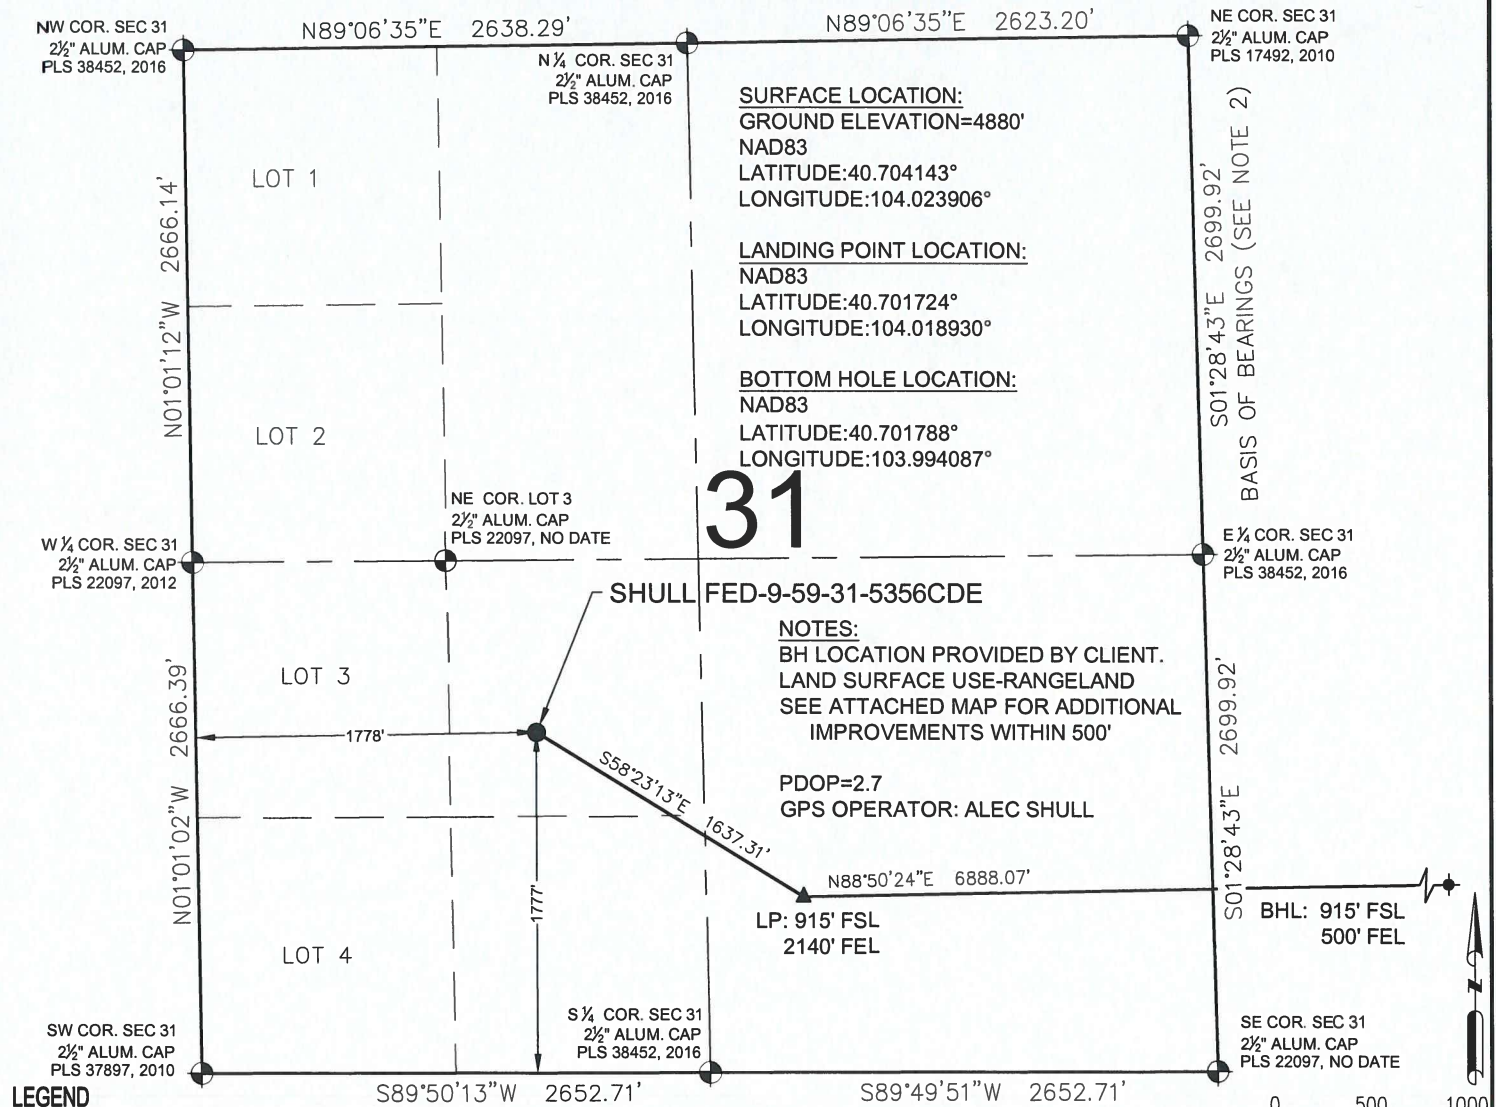 NW COR. SEC 31
2½" ALUM. CAP
PLS 38452, 2016
N89°06'35"E 2638.29'
N89°06'35"E 2623.20'
NE COR. SEC 31
2½" ALUM. CAP
PLS 17492, 2010
N ¼ COR. SEC 31
2½" ALUM. CAP
PLS 38452, 2016
SURFACE LOCATION:
GROUND ELEVATION=4880'
NAD83
LATITUDE:40.704143°
LONGITUDE:104.023906°
LANDING POINT LOCATION:
NAD83
LATITUDE:40.701724°
LONGITUDE:104.018930°
BOTTOM HOLE LOCATION:
NAD83
LATITUDE:40.701788°
LONGITUDE:103.994087°
LOT 1
N01°01'12"W 2666.14'
S01°28'43"E 2699.92'
BASIS OF BEARINGS (SEE NOTE 2)
LOT 2
31
NE COR. LOT 3
2½" ALUM. CAP
PLS 22097, NO DATE
W ¼ COR. SEC 31
2½" ALUM. CAP
PLS 22097, 2012
E ¼ COR. SEC 31
2½" ALUM. CAP
PLS 38452, 2016
SHULL FED-9-59-31-5356CDE
NOTES:
BH LOCATION PROVIDED BY CLIENT.
LAND SURFACE USE-RANGELAND
SEE ATTACHED MAP FOR ADDITIONAL
IMPROVEMENTS WITHIN 500'
PDOP=2.7
GPS OPERATOR: ALEC SHULL
LOT 3
N01°01'02"W 2666.39'
1778'
S58°23'13"E 1637.31'
S01°28'43"E 2699.92'
1777'
N88°50'24"E 6888.07'
LP: 915' FSL
2140' FEL
BHL: 915' FSL
500' FEL
LOT 4
N
SW COR. SEC 31
2½" ALUM. CAP
PLS 37897, 2010
S ¼ COR. SEC 31
2½" ALUM. CAP
PLS 38452, 2016
SE COR. SEC 31
2½" ALUM. CAP
PLS 22097, NO DATE
S89°50'13"W 2652.71'
S89°49'51"W 2652.71'
LEGEND
0 500 1000